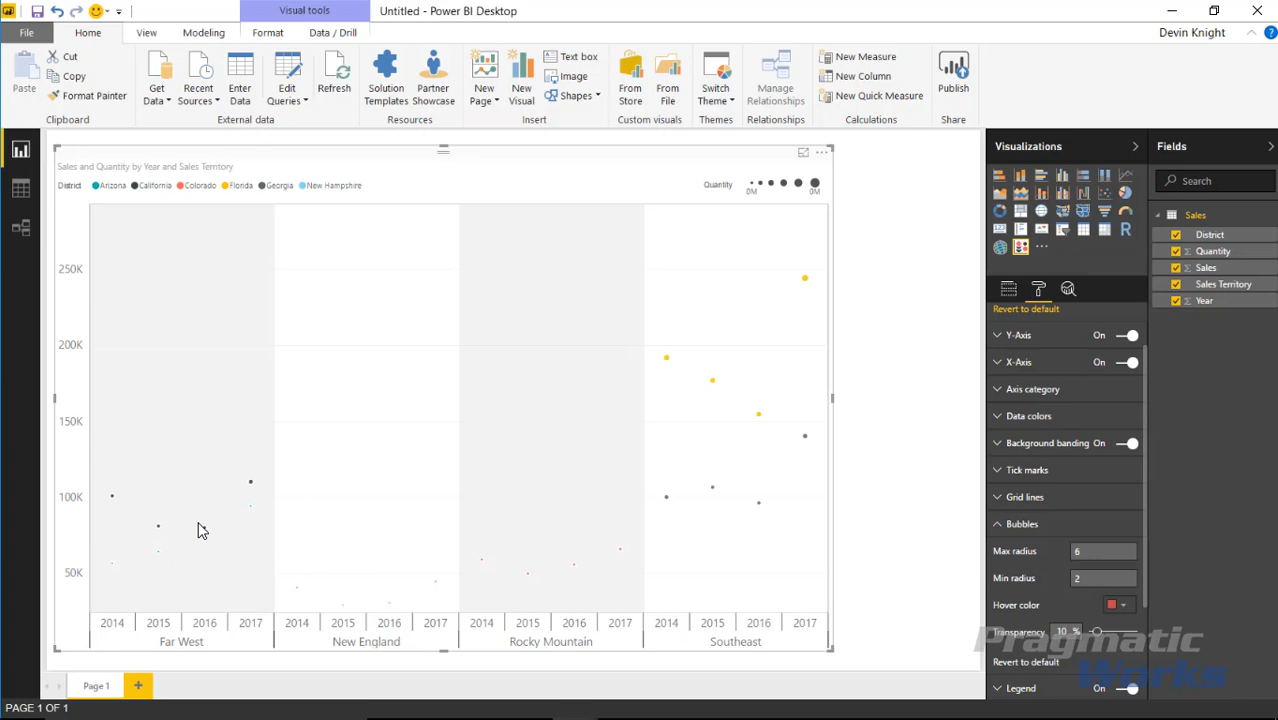 Visual tools
Untitled - Power BI Desktop
File Home View Modeling Format Data / Drill Devin Knight
Paste
Cut
Copy
Format Painter
Clipboard
Get Data
Recent Sources
Enter Data
Edit Queries
Refresh
External data
Solution Templates
Partner Showcase
Resources
New Page
New Visual
Text box
Image
Shapes
Insert
From Store
From File
Custom visuals
Switch Theme
Themes
Manage Relationships
Relationships
New Measure
New Column
New Quick Measure
Calculations
Publish
Share
Sales and Quantity by Year and Sales Territory
District Arizona California Colorado Florida Georgia New Hampshire
Quantity
0M 0M
250K
200K
150K
100K
50K
2014 2015 2016 2017 2014 2015 2016 2017 2014 2015 2016 2017 2014 2015 2016 2017
Far West New England Rocky Mountain Southeast
Visualizations
R
Revert to default
Y-Axis On
X-Axis On
Axis category
Data colors
Background banding On
Tick marks
Grid lines
Bubbles
Max radius 6
Min radius 2
Hover color
Transparency 10 %
Revert to default
Legend On
Fields
Search
Sales
District
Σ Quantity
Σ Sales
Sales Territory
Σ Year
Pragmatic
Works
Page 1
PAGE 1 OF 1